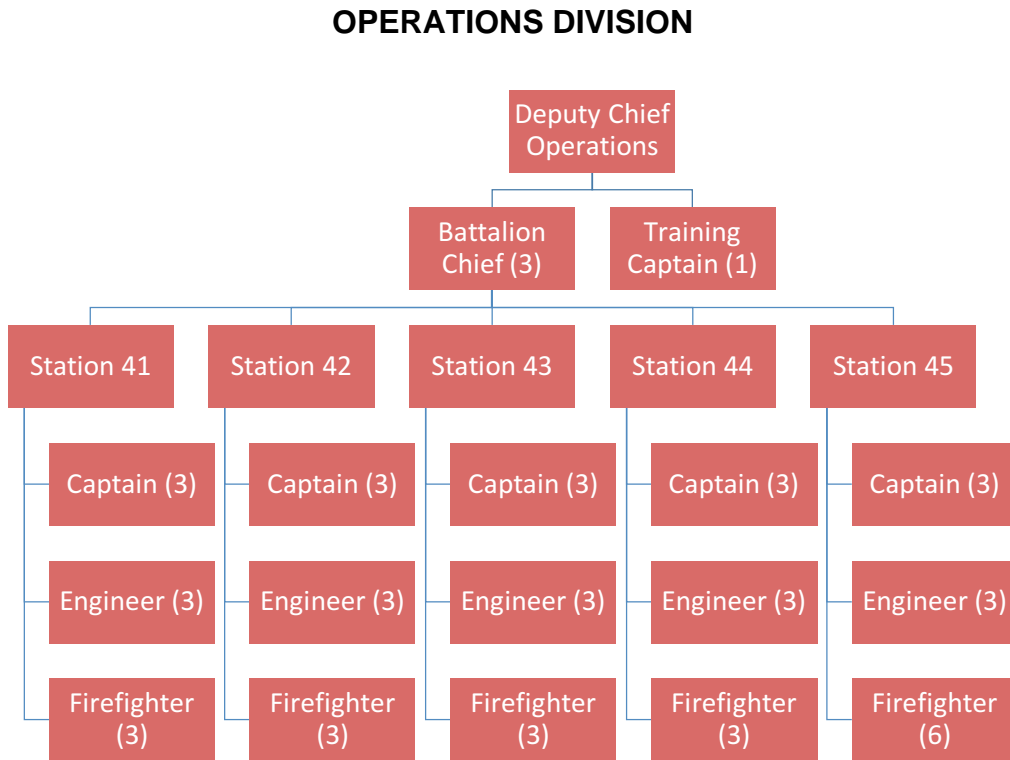 OPERATIONS DIVISION
Deputy Chief
Operations
Battalion
Chief (3)
Training
Captain (1)
Station 41
Station 42
Station 43
Station 44
Station 45
Captain (3)
Captain (3)
Captain (3)
Captain (3)
Captain (3)
Engineer (3)
Engineer (3)
Engineer (3)
Engineer (3)
Engineer (3)
Firefighter
(3)
Firefighter
(3)
Firefighter
(3)
Firefighter
(3)
Firefighter
(6)